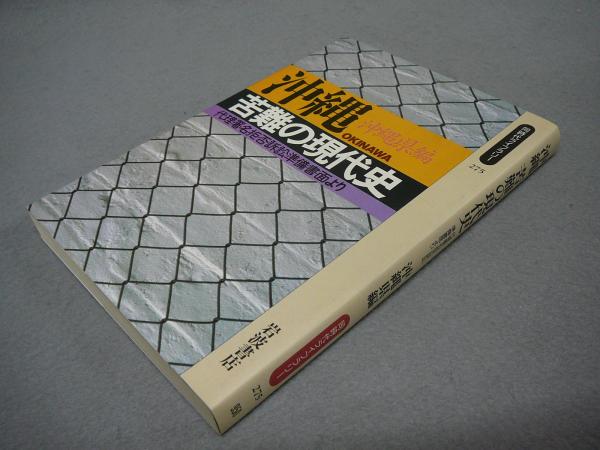 沖縄
OKINAWA
沖縄県編
苦難の現代史
代理署名拒否訴訟準備書面より
岩波書店
同時代ライブラリー
275
沖縄 苦難の現代史
沖縄県編
同時代ライブラリー
275
岩波